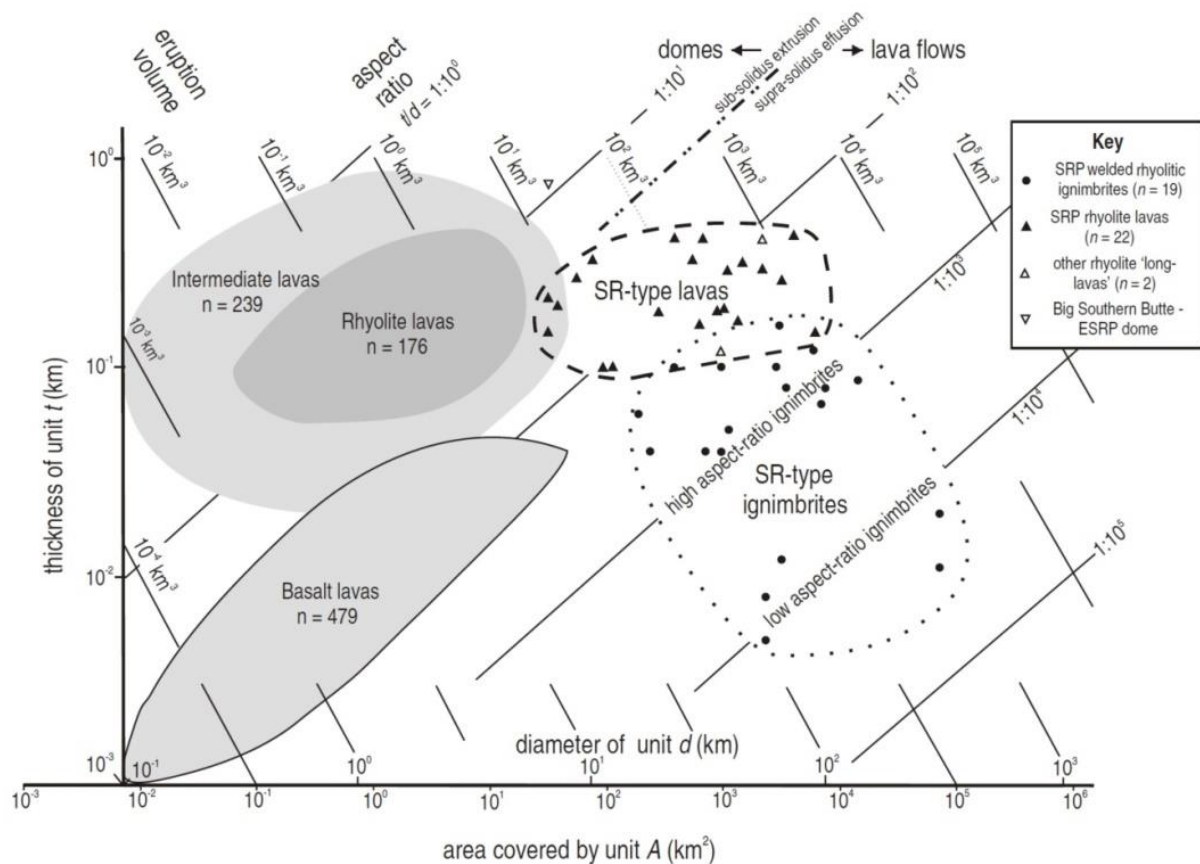 eruption
volume
aspect
ratio
t/d = 1:10⁰
domes
lava flows
sub-solidus extrusion
supra-solidus effusion
1:10¹
1:10²
1:10³
1:10⁴
1:10⁵
10⁻² km³
10⁻¹ km³
10⁰ km³
10¹ km³
10² km³
10³ km³
10⁴ km³
10⁵ km³
10⁻³ km³
10⁻⁴ km³
Key
SRP welded rhyolitic
ignimbrites (n = 19)
SRP rhyolite lavas
(n = 22)
other rhyolite 'long-
lavas' (n = 2)
Big Southern Butte -
ESRP dome
Intermediate lavas
n = 239
Rhyolite lavas
n = 176
SR-type lavas
high aspect-ratio ignimbrites
SR-type
ignimbrites
low aspect-ratio ignimbrites
Basalt lavas
n = 479
thickness of unit t (km)
10⁰
10⁻¹
10⁻²
10⁻³
diameter of unit d (km)
10⁻¹
10⁰
10¹
10²
10³
10⁻³
10⁻²
10⁻¹
10⁰
10¹
10²
10³
10⁴
10⁵
10⁶
area covered by unit A (km²)